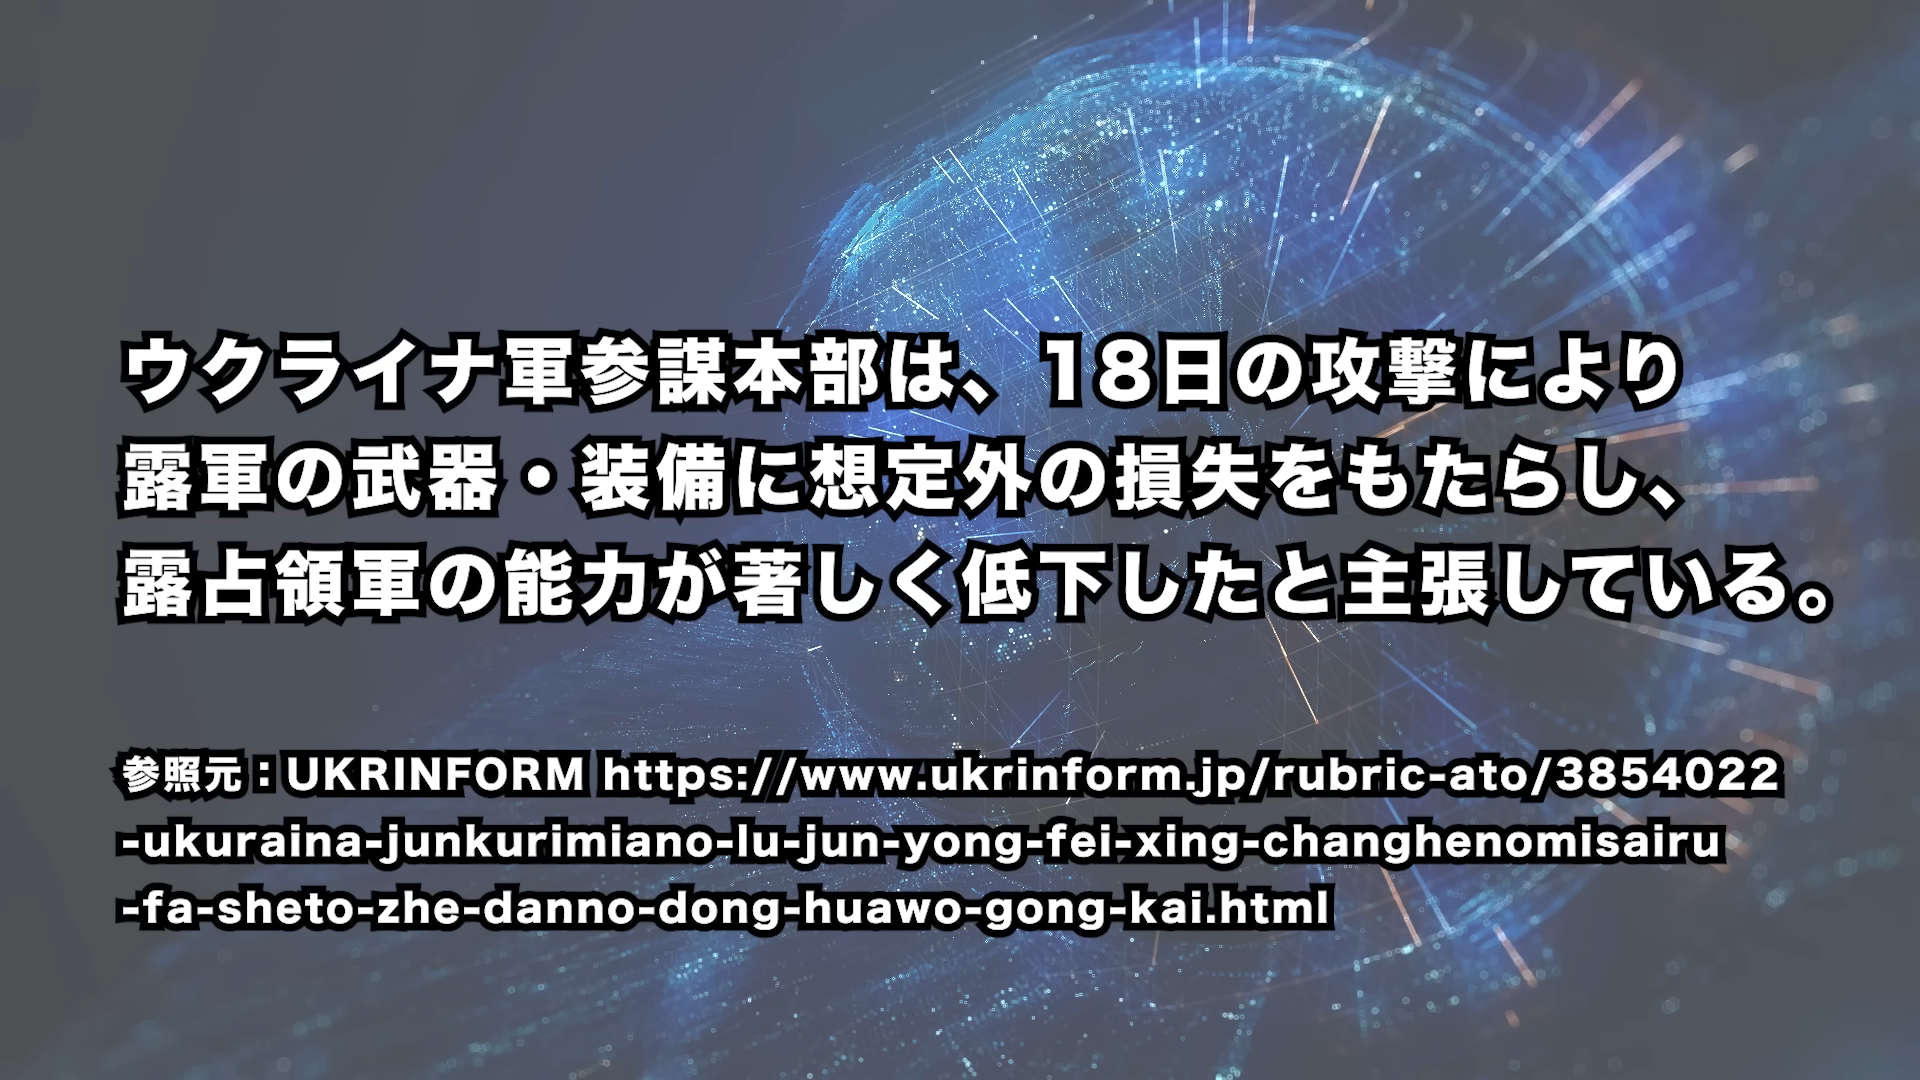 ウクライナ軍参謀本部は、18日の攻撃により
露軍の武器・装備に想定外の損失をもたらし、
露占領軍の能力が著しく低下したと主張している。
参照元：UKRINFORM https://www.ukrinform.jp/rubric-ato/3854022
-ukuraina-junkurimiano-lu-jun-yong-fei-xing-changhenomisairu
-fa-sheto-zhe-danno-dong-huawo-gong-kai.html